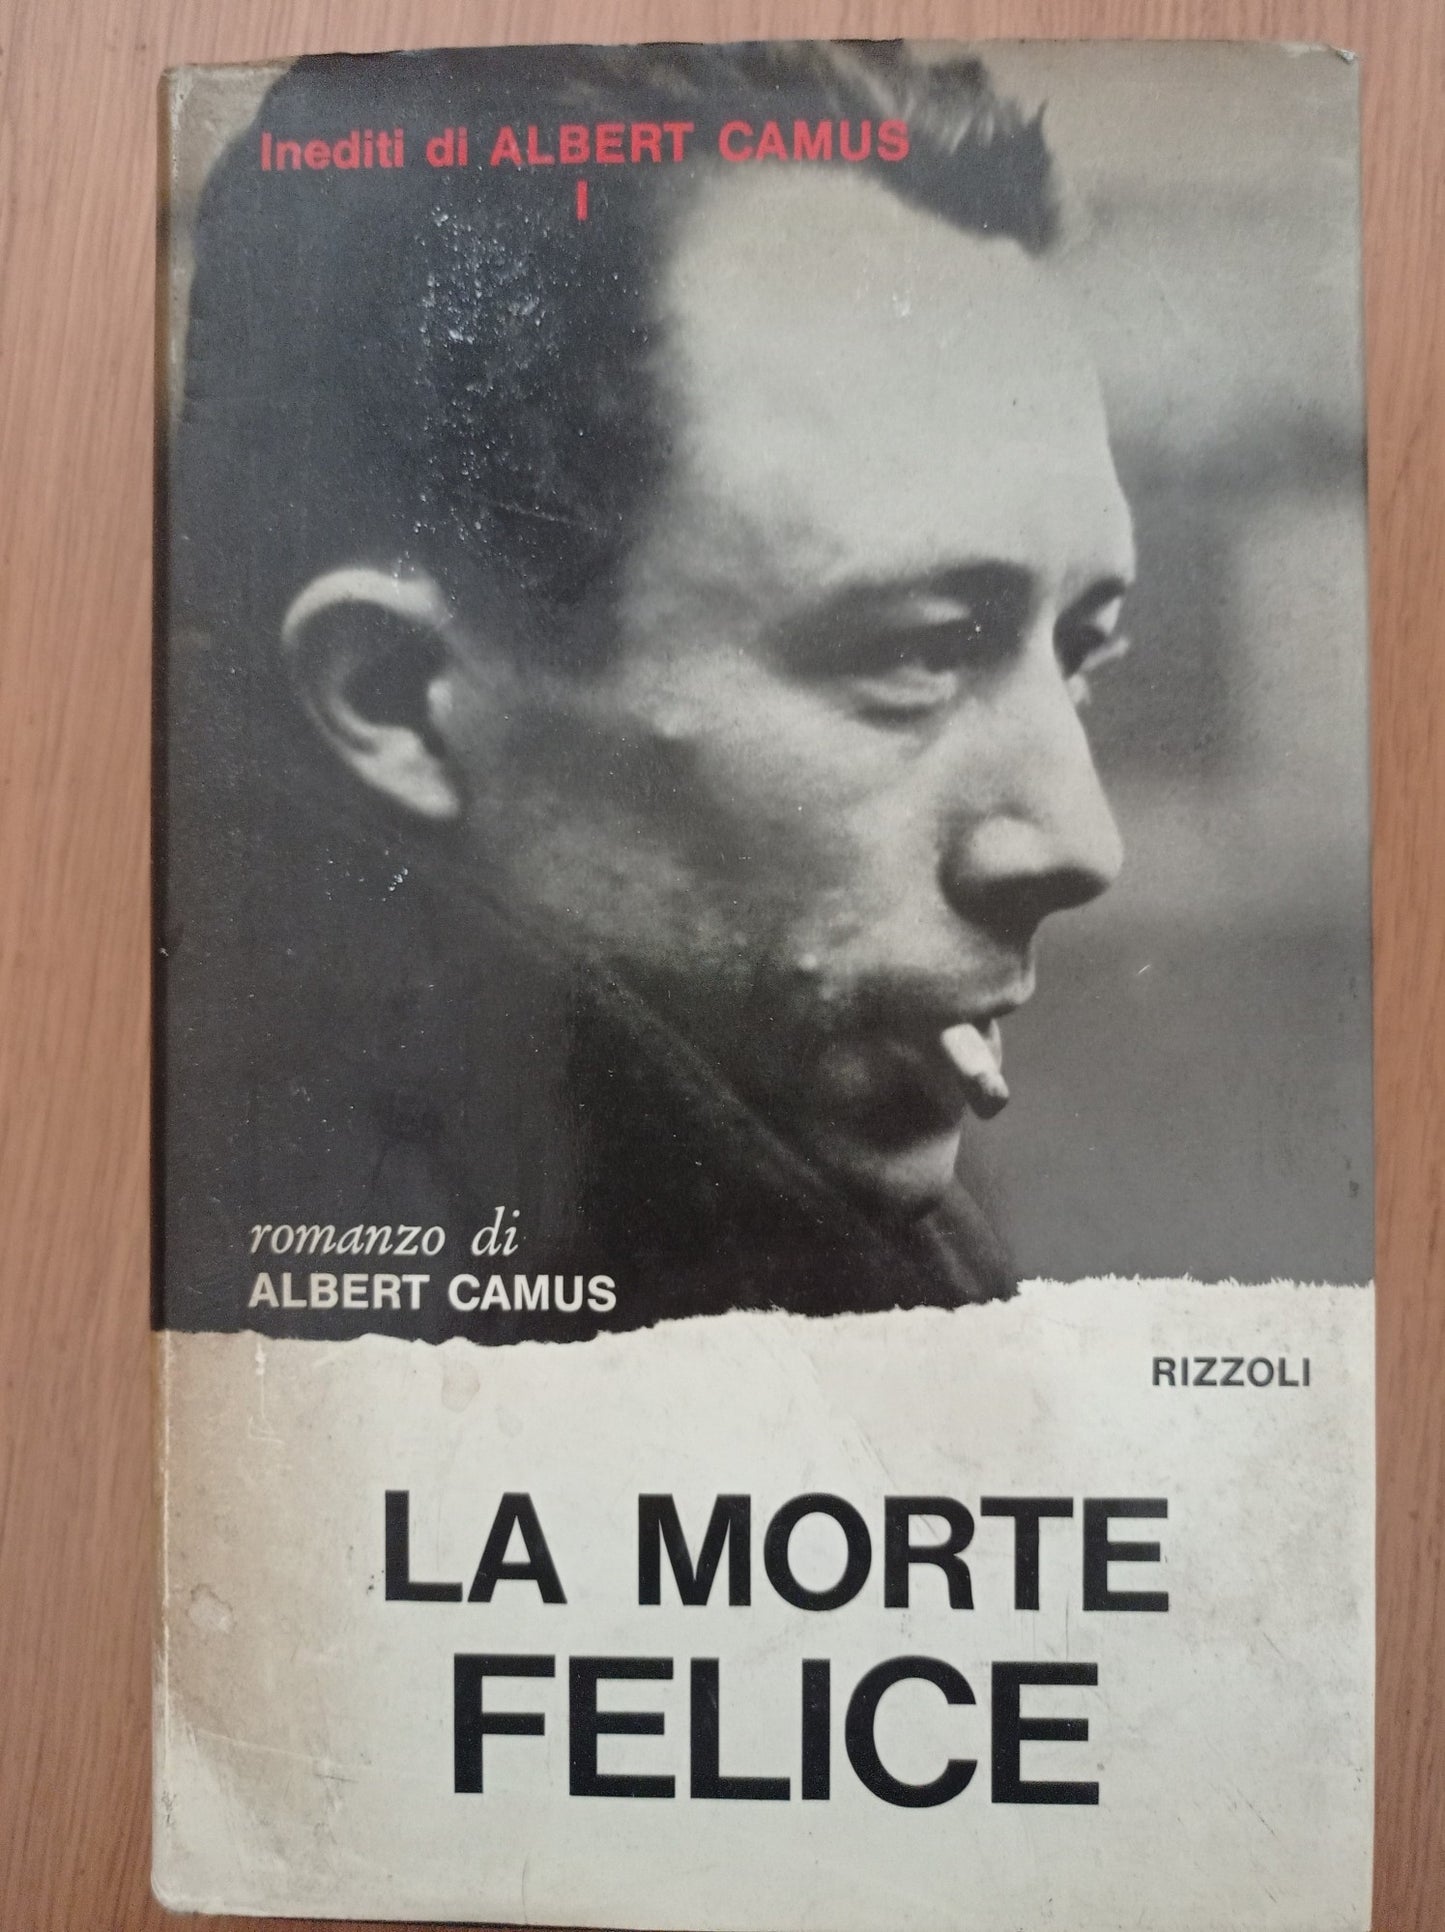 Inediti di ALBERT CAMUS
I
romanzo di
ALBERT CAMUS
RIZZOLI
LA MORTE
FELICE